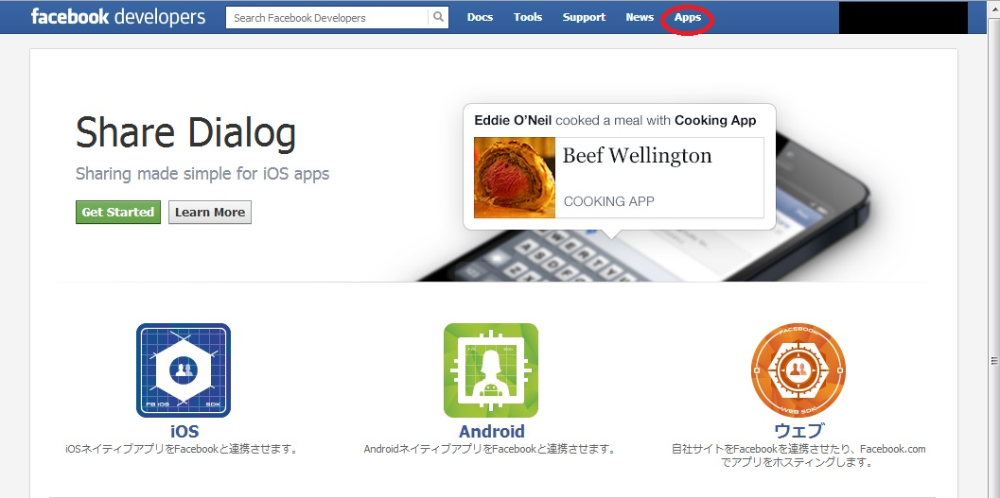 facebook developers
Search Facebook Developers
Docs Tools Support News Apps
Share Dialog
Sharing made simple for iOS apps
Get Started Learn More
Eddie O'Neil cooked a meal with Cooking App
Beef Wellington
COOKING APP
QWERTY
ASDFG
FB IOS SDK
FACEBOOK
WEB SDK
iOS
iOSネイティブアプリをFacebookと連携させます。
Android
AndroidネイティブアプリをFacebookと連携させます。
ウェブ
自社サイトをFacebookを連携させたり、Facebook.com
でアプリをホスティングします。